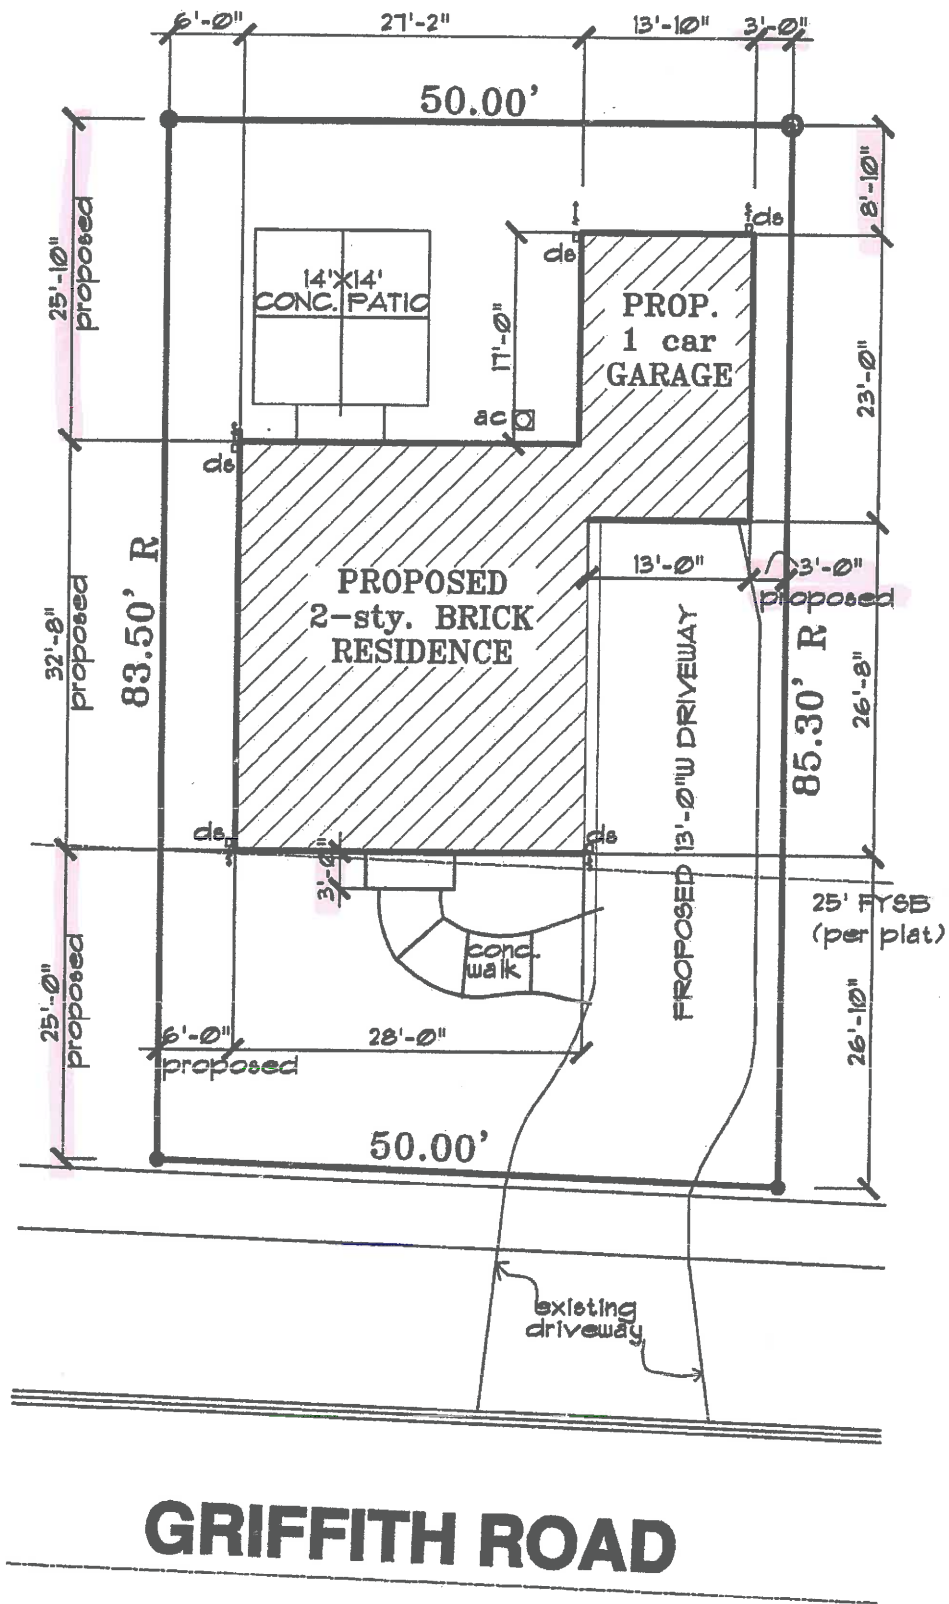 6'-0"
27'-2"
13'-10"
3'-0"
50.00'
25'-10"
proposed
8'-10"
ds
ds
14'X14'
CONC. PATIO
17'-0"
PROP.
1 car
GARAGE
23'-0"
ac
ds
83.50' R
32'-8"
proposed
PROPOSED
2-sty. BRICK
RESIDENCE
13'-0"
3'-0"
proposed
PROPOSED 13'-0"W DRIVEWAY
85.30' R
26'-8"
ds
ds
3'-0"
25' FYSB
(per plat)
conc.
walk
25'-0"
proposed
6'-0"
proposed
28'-0"
26'-10"
50.00'
existing
driveway
GRIFFITH ROAD